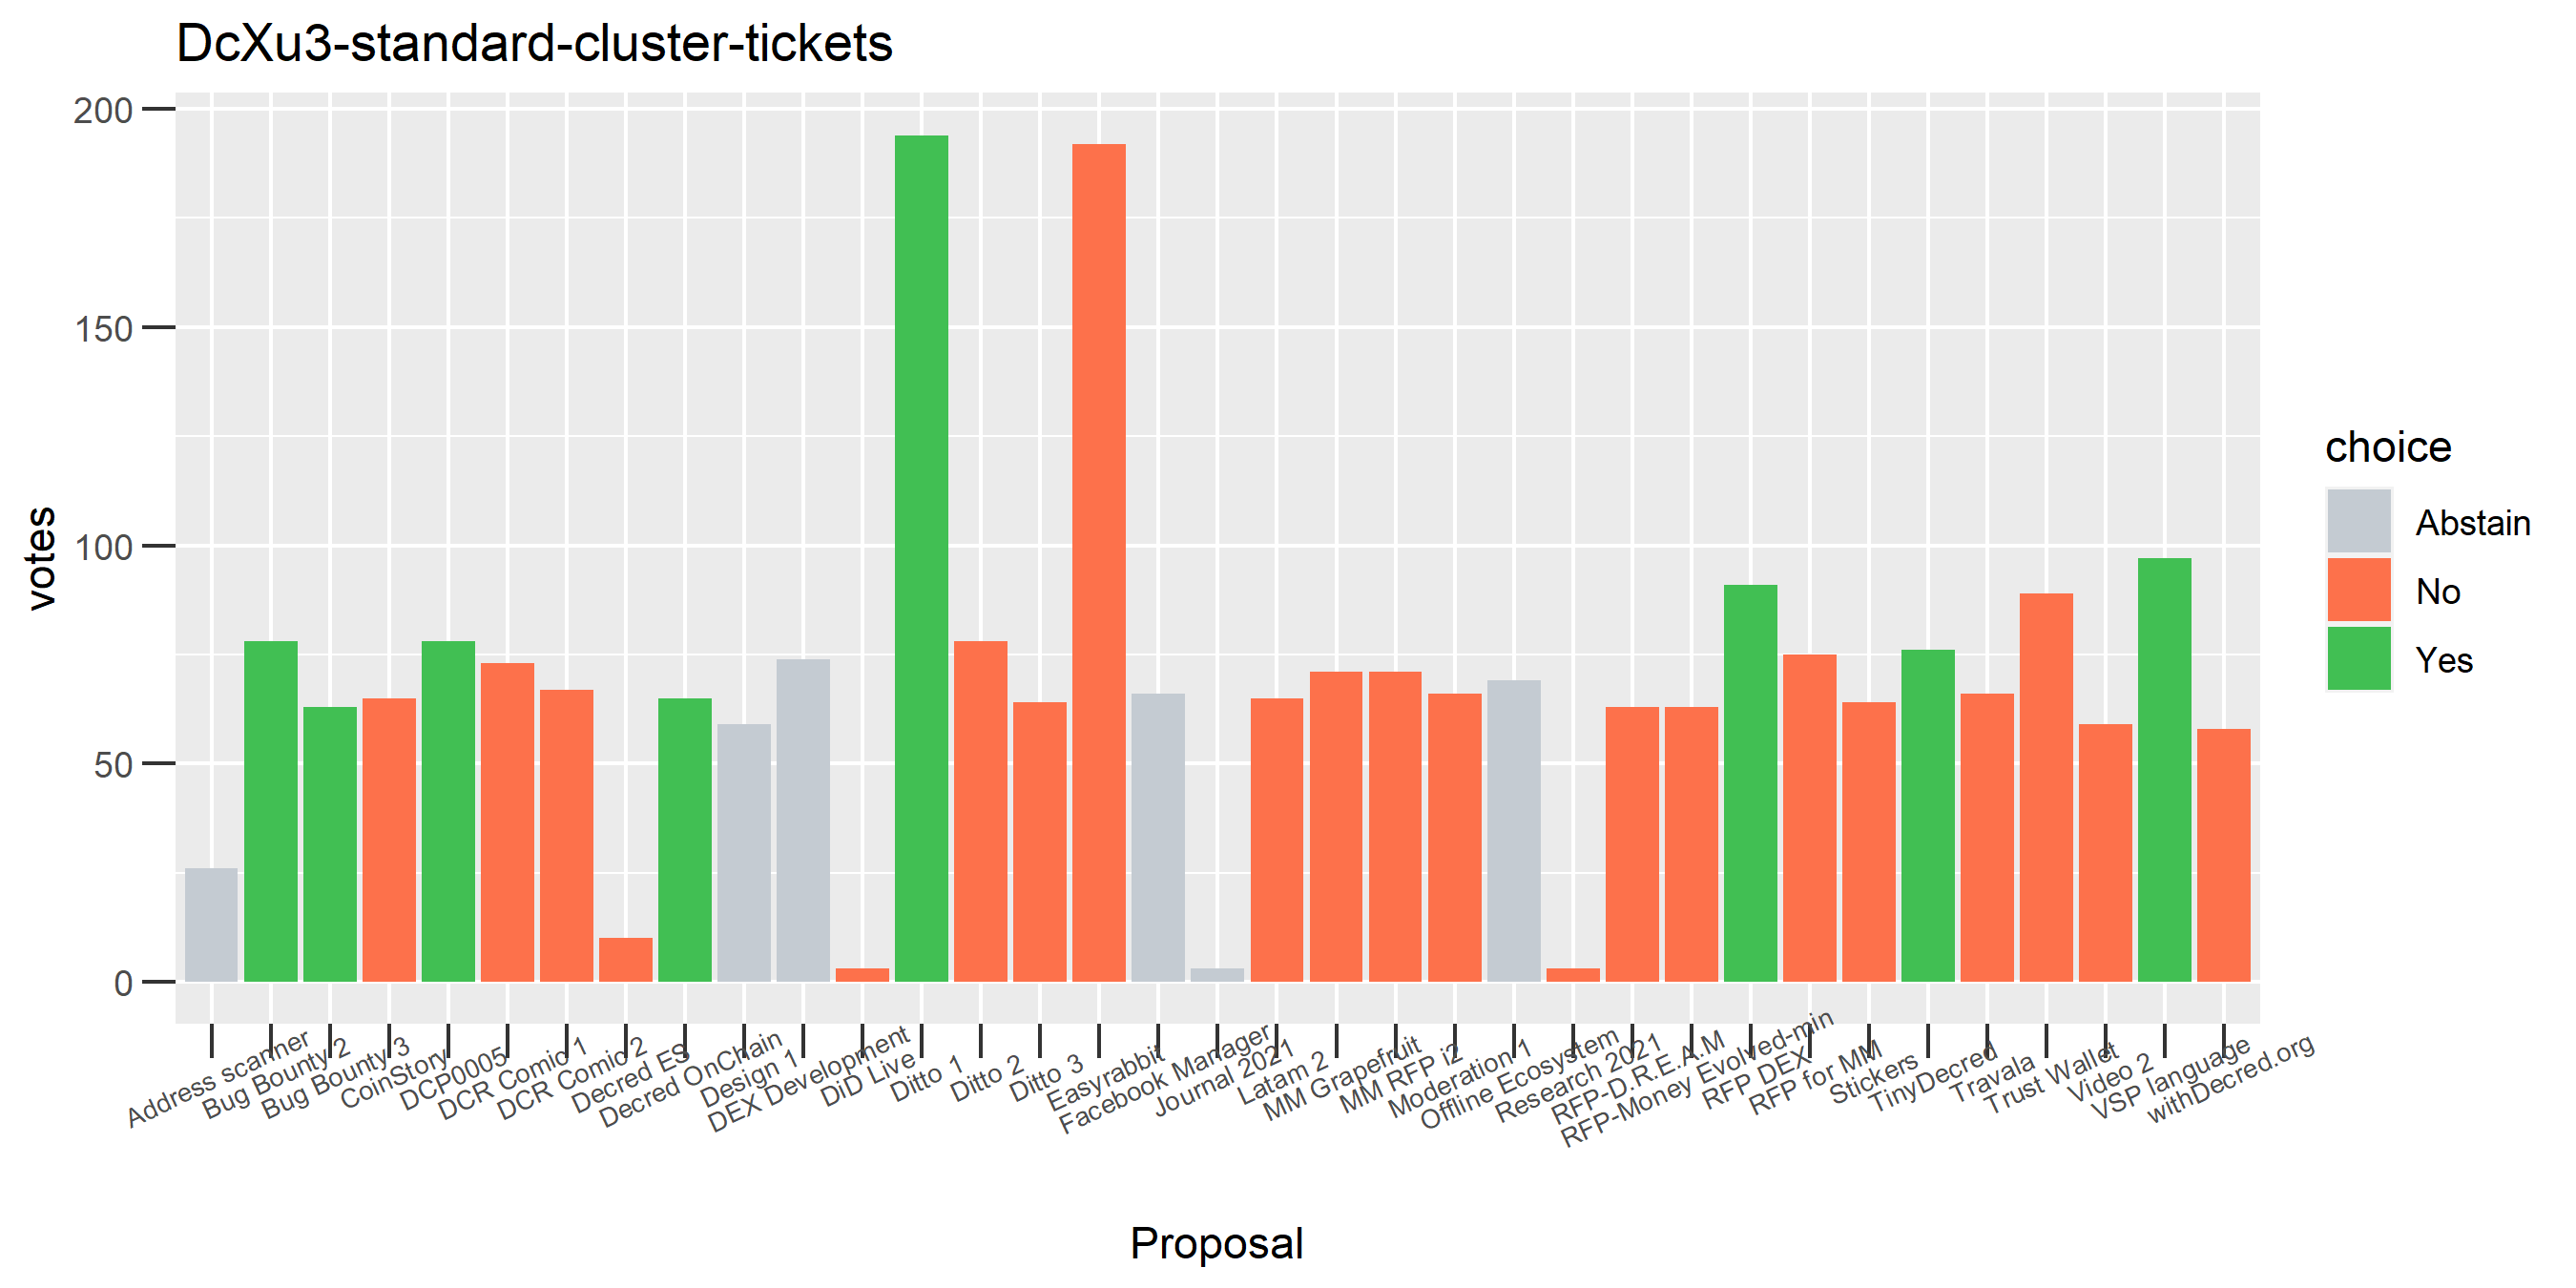 DcXu3-standard-cluster-tickets
200
150
100
50
0
votes
Address scanner
Bug Bounty 2
Bug Bounty 3
CoinStory
DCP0005
DCR Comic 1
DCR Comic 2
Decred ES
Decred OnChain
Design 1
DEX Development
DiD Live
Ditto 1
Ditto 2
Ditto 3
Easyrabbit
Facebook Manager
Journal 2021
Latam 2
MM Grapefruit
MM RFP i2
Moderation 1
Offline Ecosystem
Research 2021
RFP-D.R.E.A.M
RFP-Money Evolved-min
RFP DEX
RFP for MM
Stickers
TinyDecred
Travala
Trust Wallet
Video 2
VSP language
withDecred.org
Proposal
choice
Abstain
No
Yes